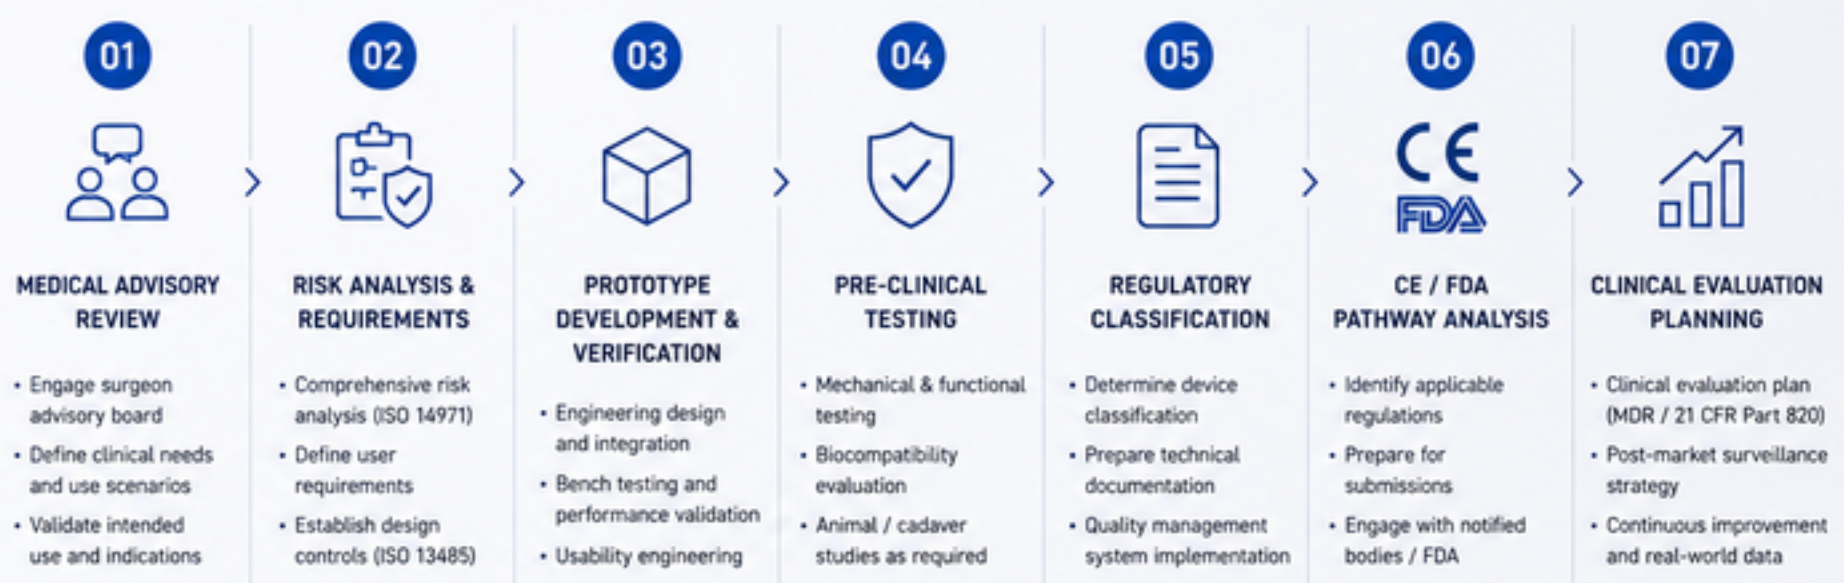 01
MEDICAL ADVISORY
REVIEW
• Engage surgeon
advisory board
• Define clinical needs
and use scenarios
• Validate intended
use and indications
02
RISK ANALYSIS &
REQUIREMENTS
• Comprehensive risk
analysis (ISO 14971)
• Define user
requirements
• Establish design
controls (ISO 13485)
03
PROTOTYPE
DEVELOPMENT &
VERIFICATION
• Engineering design
and integration
• Bench testing and
performance validation
• Usability engineering
04
PRE-CLINICAL
TESTING
• Mechanical & functional
testing
• Biocompatibility
evaluation
• Animal / cadaver
studies as required
05
REGULATORY
CLASSIFICATION
• Determine device
classification
• Prepare technical
documentation
• Quality management
system implementation
06
CE
FDA
CE / FDA
PATHWAY ANALYSIS
• Identify applicable
regulations
• Prepare for
submissions
• Engage with notified
bodies / FDA
07
CLINICAL EVALUATION
PLANNING
• Clinical evaluation plan
(MDR / 21 CFR Part 820)
• Post-market surveillance
strategy
• Continuous improvement
and real-world data